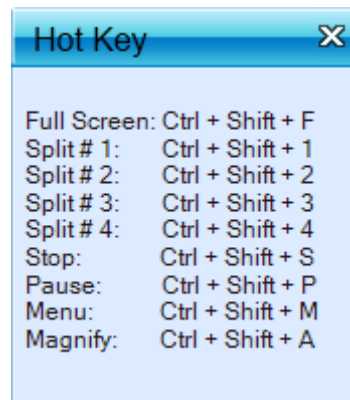 Hot Key
Full Screen: Ctrl + Shift + F
Split # 1: Ctrl + Shift + 1
Split # 2: Ctrl + Shift + 2
Split # 3: Ctrl + Shift + 3
Split # 4: Ctrl + Shift + 4
Stop: Ctrl + Shift + S
Pause: Ctrl + Shift + P
Menu: Ctrl + Shift + M
Magnify: Ctrl + Shift + A